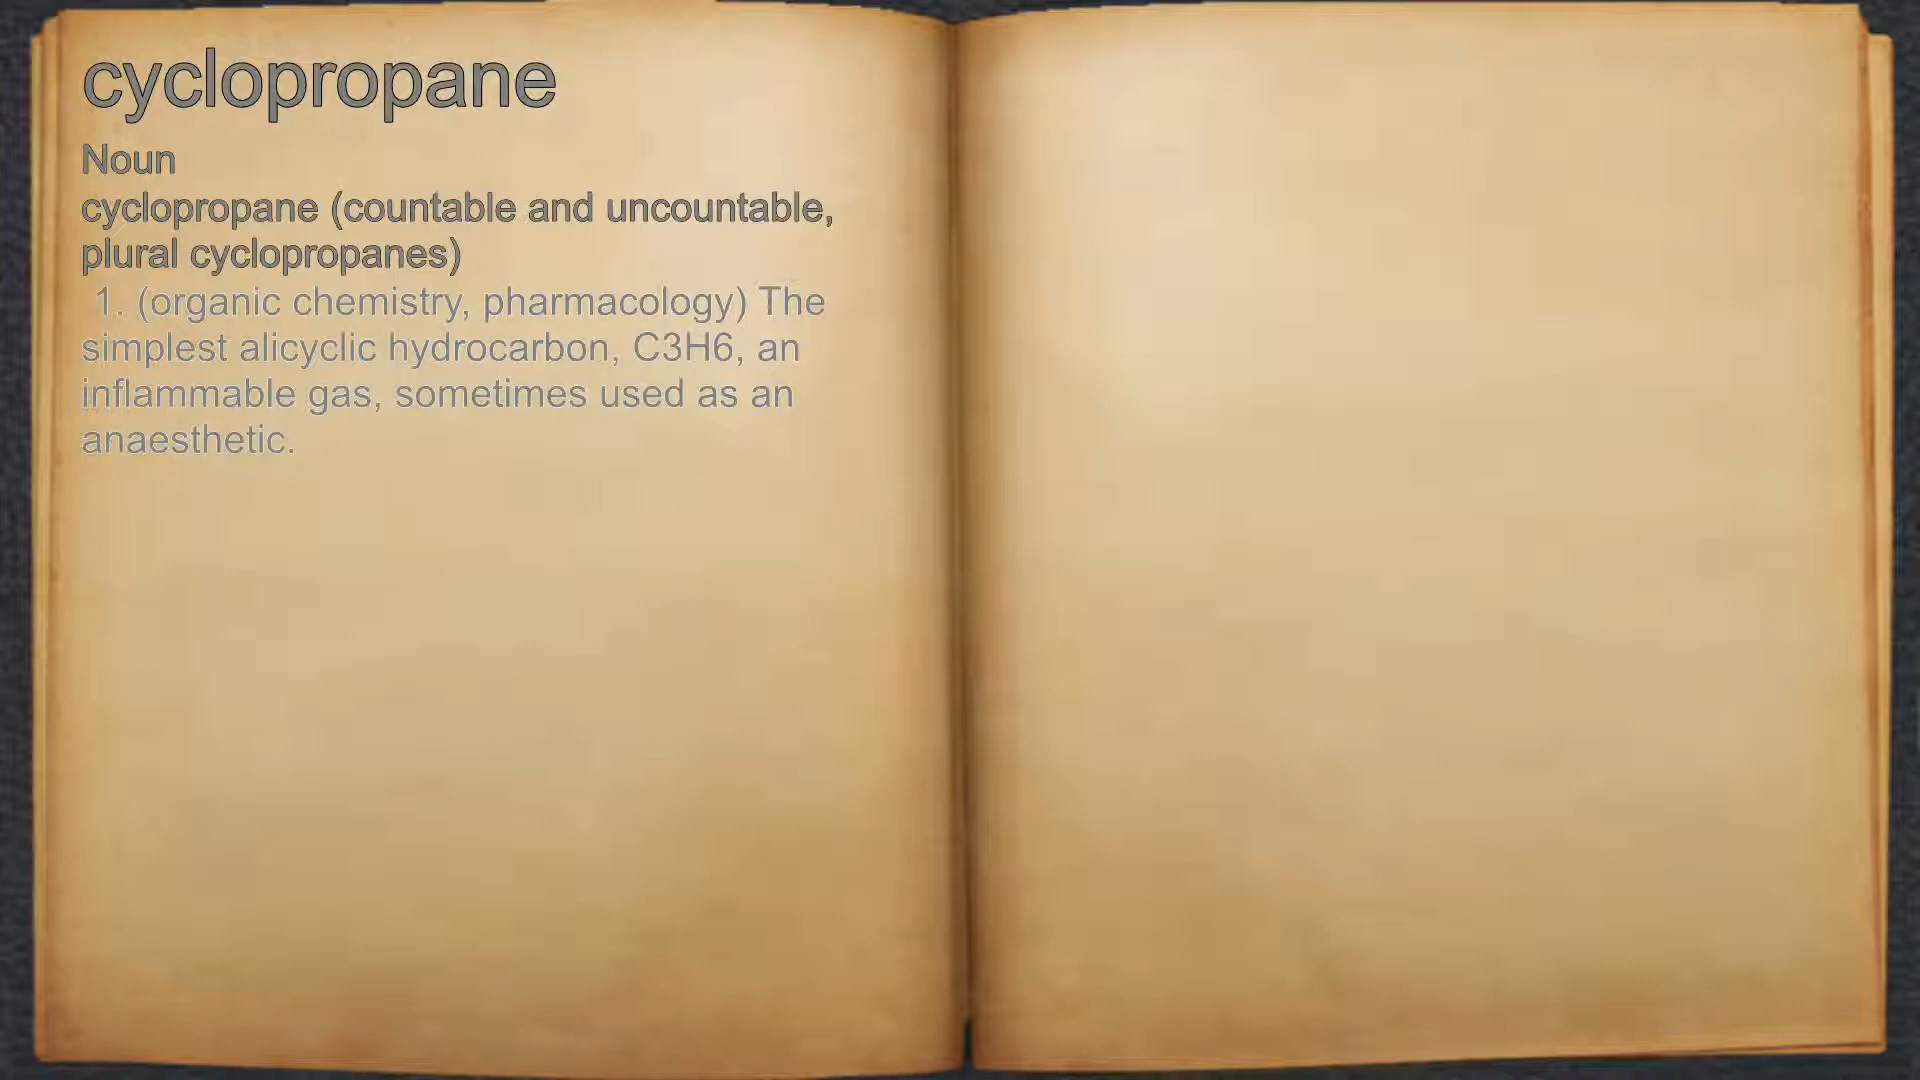 cyclopropane
Noun
cyclopropane (countable and uncountable,
plural cyclopropanes)
1. (organic chemistry, pharmacology) The
simplest alicyclic hydrocarbon, C3H6, an
inflammable gas, sometimes used as an
anaesthetic.